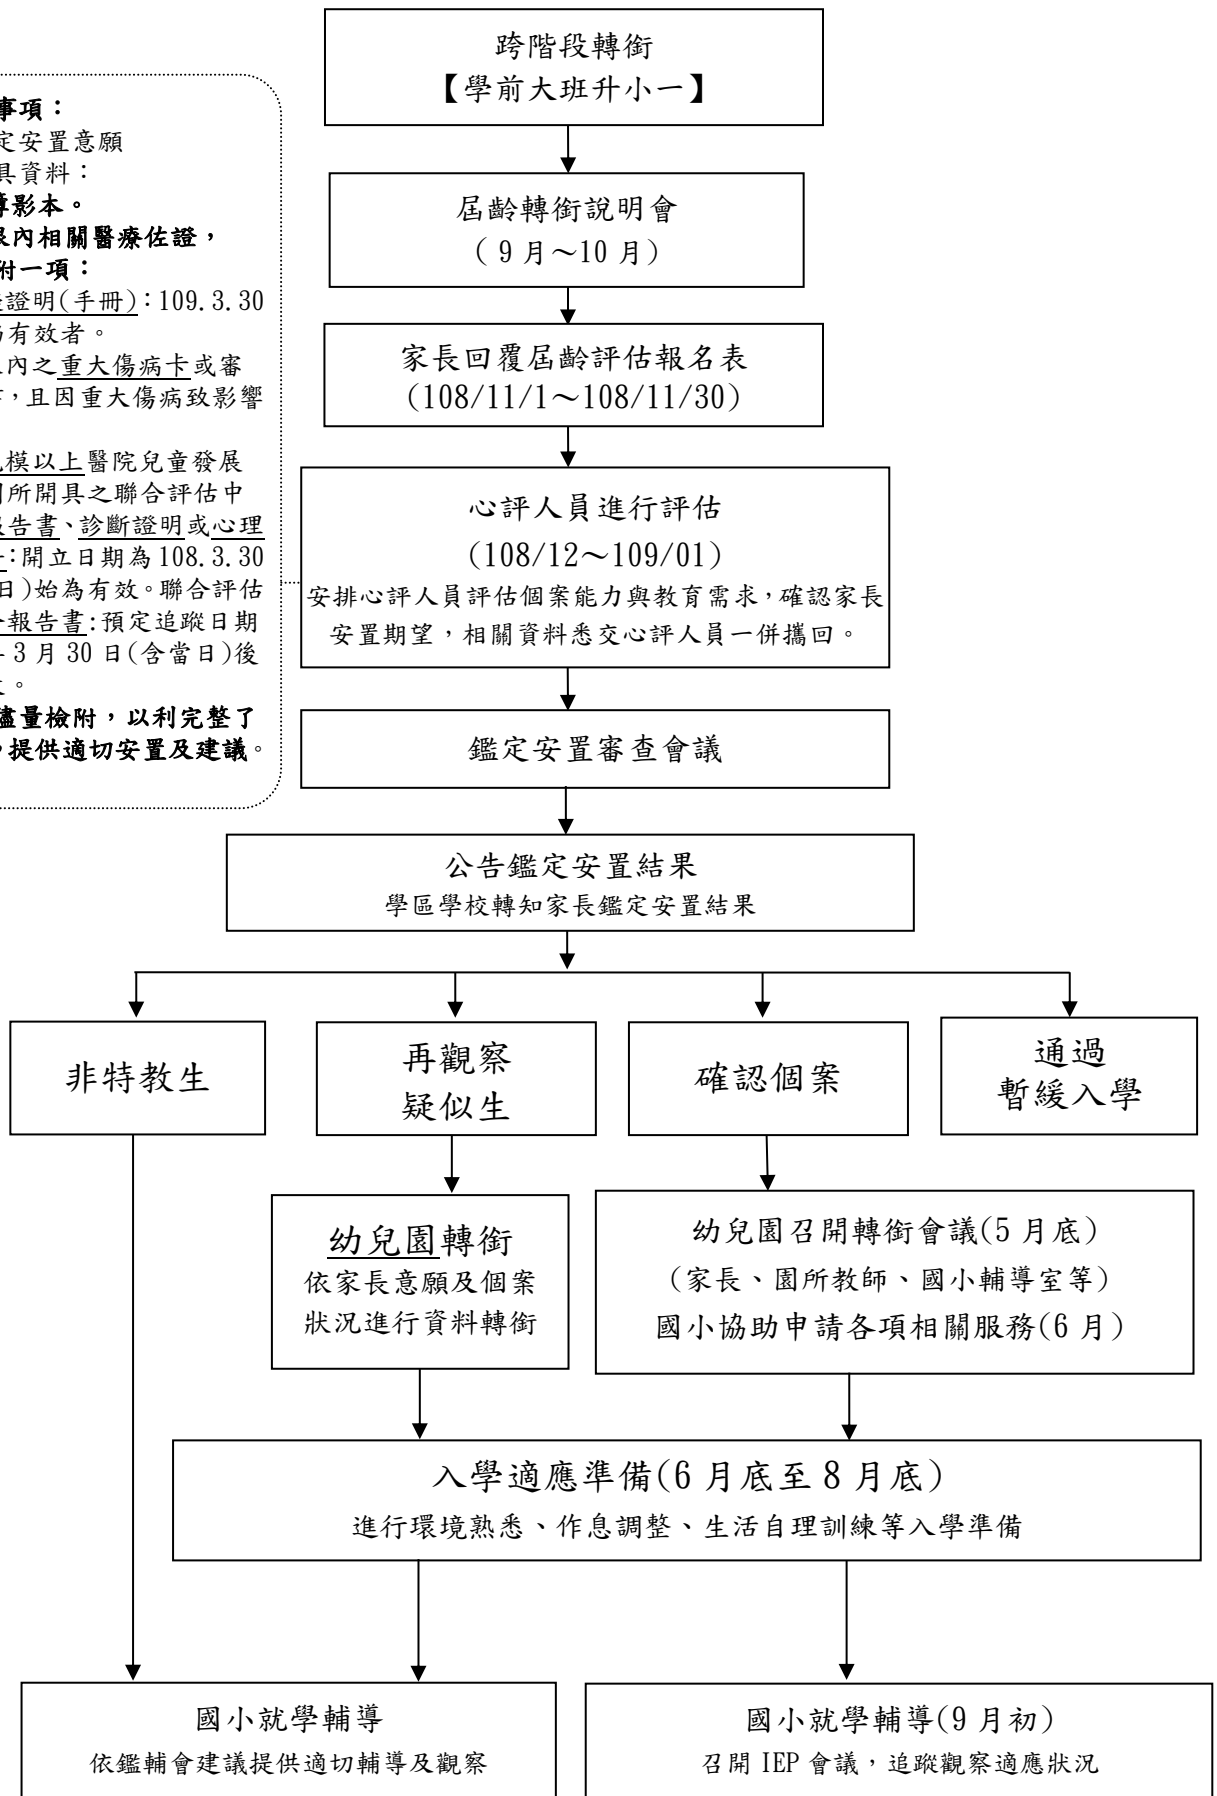 跨階段轉銜
【學前大班升小一】
事項：
定安置意願
具資料：
簿影本。
限內相關醫療佐證，
附一項：
證明(手冊)：109.3.30
仍有效者。
內之重大傷病卡或審
，且因重大傷病致影響
規模以上醫院兒童發展
所開具之聯合評估中
報告書、診斷證明或心理
：開立日期為108.3.30
日)始為有效。聯合評估
報告書：預定追蹤日期
3月30日(含當日)後
。
儘量檢附，以利完整了
，提供適切安置及建議。
屆齡轉銜說明會
(9月～10月)
家長回覆屆齡評估報名表
(108/11/1～108/11/30)
心評人員進行評估
(108/12～109/01)
安排心評人員評估個案能力與教育需求，確認家長
安置期望，相關資料悉交心評人員一併攜回。
鑑定安置審查會議
公告鑑定安置結果
學區學校轉知家長鑑定安置結果
非特教生
再觀察
疑似生
確認個案
通過
暫緩入學
幼兒園轉銜
依家長意願及個案
狀況進行資料轉銜
幼兒園召開轉銜會議(5月底)
(家長、園所教師、國小輔導室等)
國小協助申請各項相關服務(6月)
入學適應準備(6月底至8月底)
進行環境熟悉、作息調整、生活自理訓練等入學準備
國小就學輔導
依鑑輔會建議提供適切輔導及觀察
國小就學輔導(9月初)
召開IEP會議，追蹤觀察適應狀況